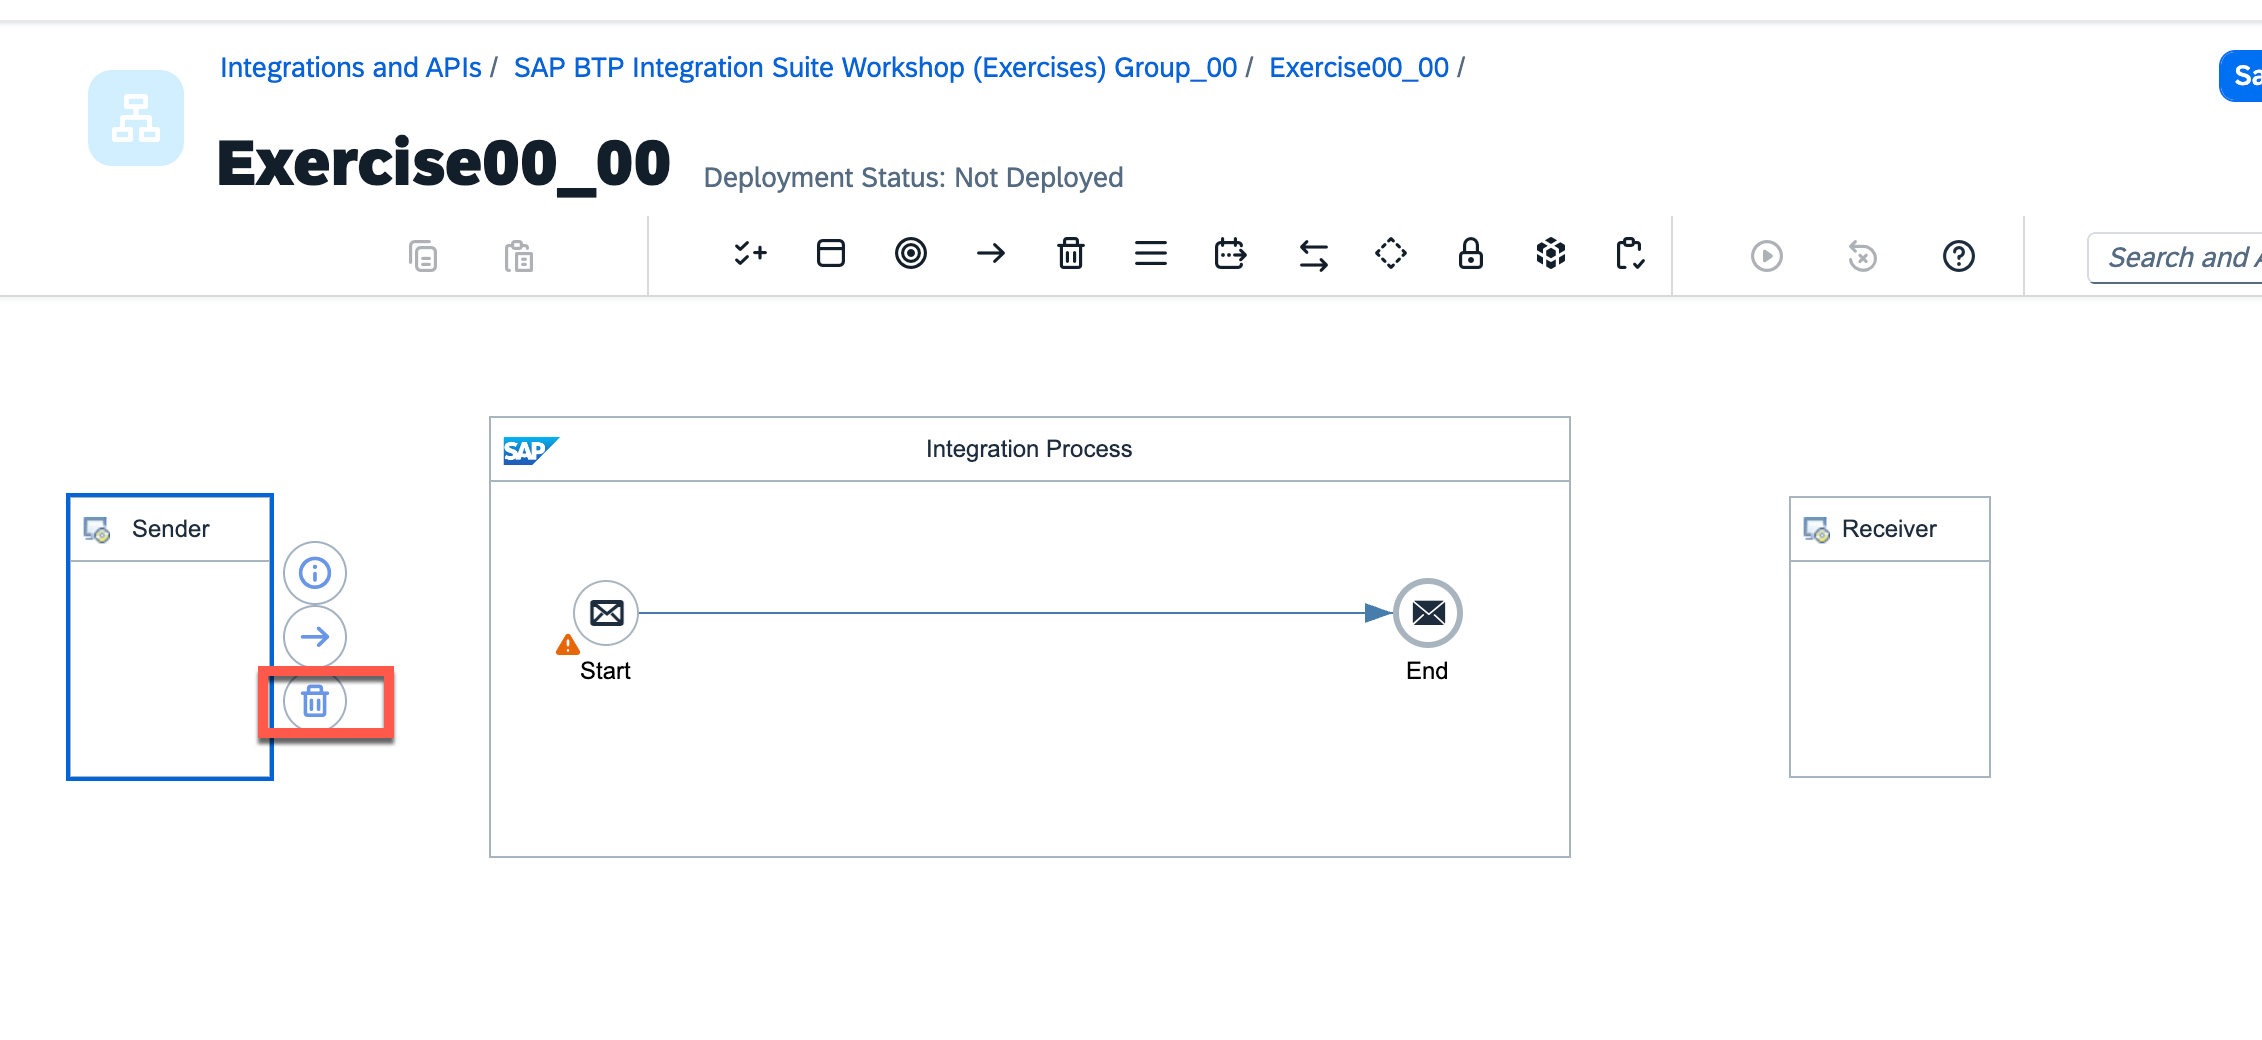 Integrations and APIs / SAP BTP Integration Suite Workshop (Exercises) Group_00 / Exercise00_00 /
Sa
Exercise00_00 Deployment Status: Not Deployed
Search and A
SAP Integration Process
Sender
Receiver
Start
End